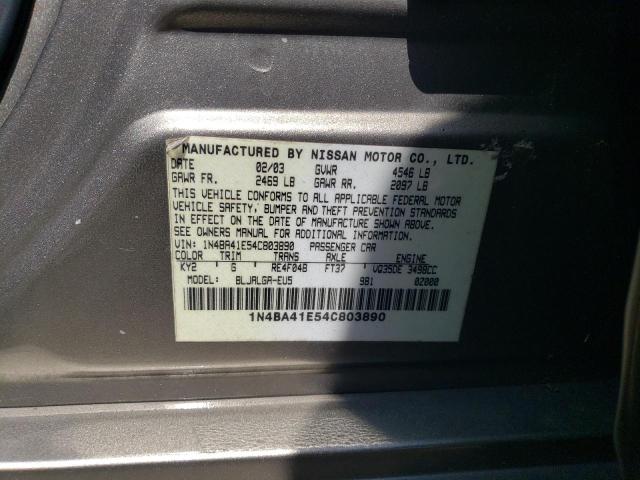 MANUFACTURED BY NISSAN MOTOR CO., LTD.
DATE 02/03 GVWR 4546 LB
GAWR FR. 2469 LB GAWR RR. 2097 LB
THIS VEHICLE CONFORMS TO ALL APPLICABLE FEDERAL MOTOR
VEHICLE SAFETY, BUMPER AND THEFT PREVENTION STANDARDS
IN EFFECT ON THE DATE OF MANUFACTURE SHOWN ABOVE.
SEE OWNERS MANUAL FOR ADDITIONAL INFORMATION.
VIN: 1N4BA41E54C803890 PASSENGER CAR
COLOR TRIM TRANS AXLE ENGINE
KY2 G RE4F04B FT37 VQ35DE 3498CC
MODEL: BLJALGA-EU5 981 02000
1N4BA41E54C803890